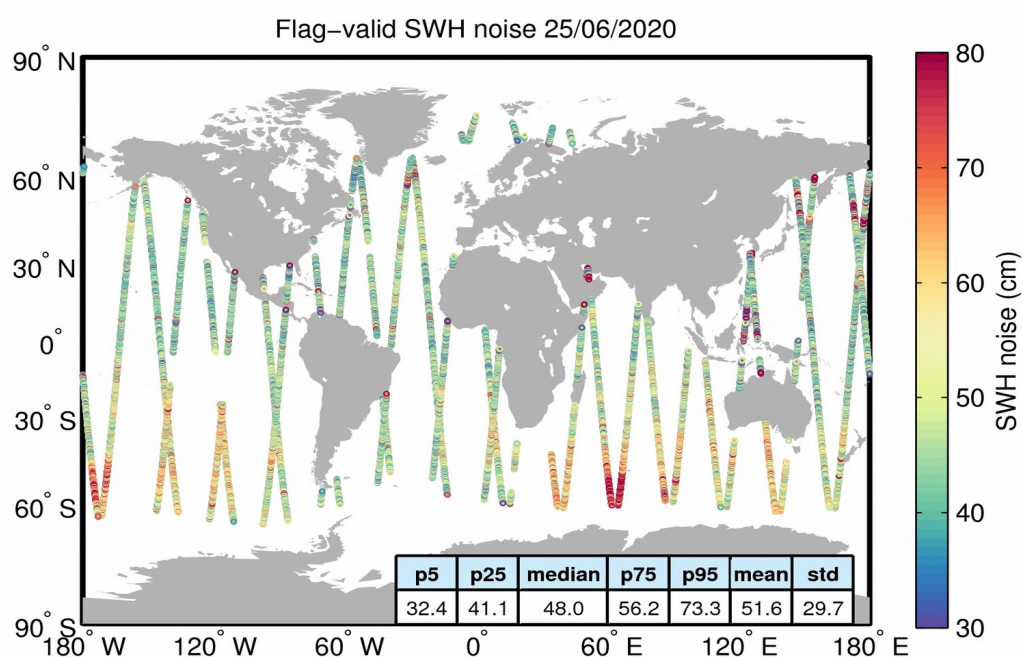 Flag−valid SWH noise 25/06/2020
90° N
60° N
30° N
0°
30° S
60° S
90° S
180° W
120° W
60° W
0°
60° E
120° E
180° E
80
70
60
50
40
30
SWH noise (cm)
p5 p25 median p75 p95 mean std
32.4 41.1 48.0 56.2 73.3 51.6 29.7